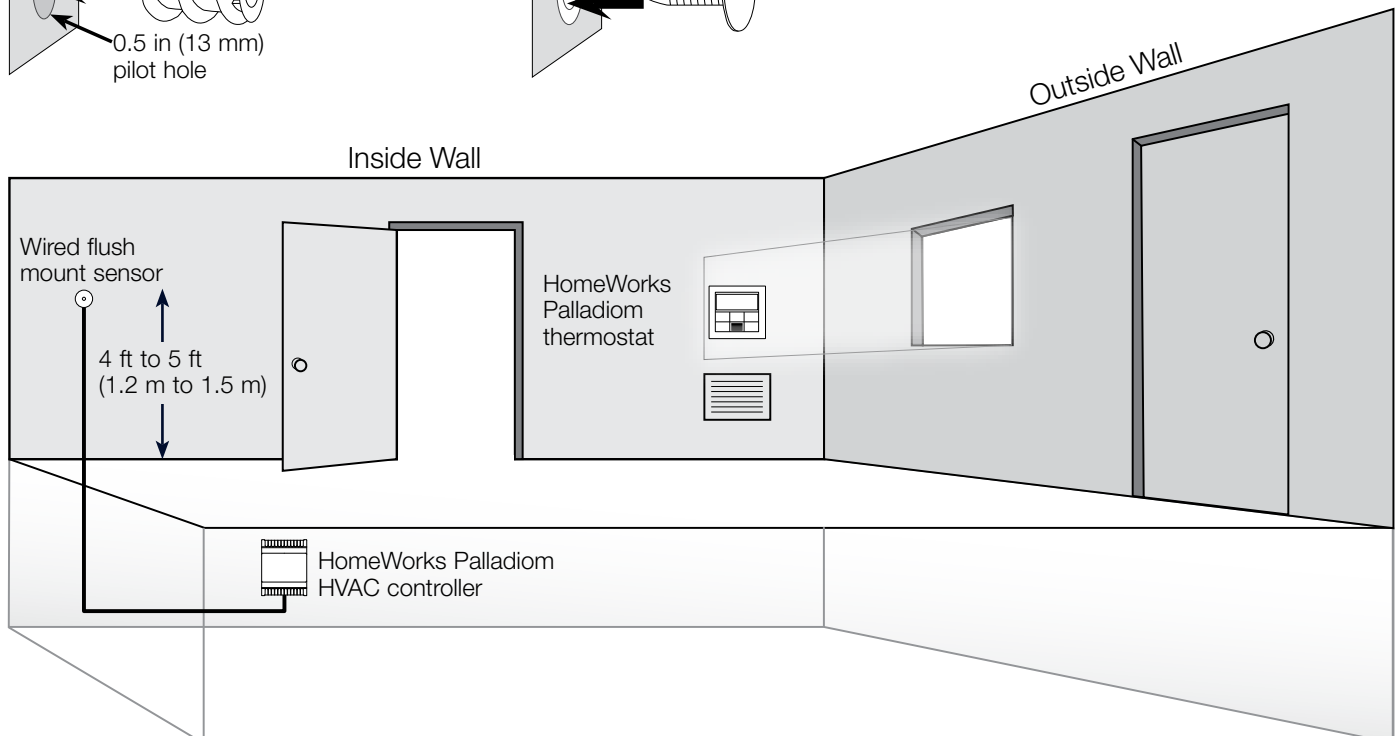 0.5 in (13 mm)
pilot hole
Outside Wall
Inside Wall
Wired flush
mount sensor
4 ft to 5 ft
(1.2 m to 1.5 m)
HomeWorks
Palladiom
thermostat
HomeWorks Palladiom
HVAC controller